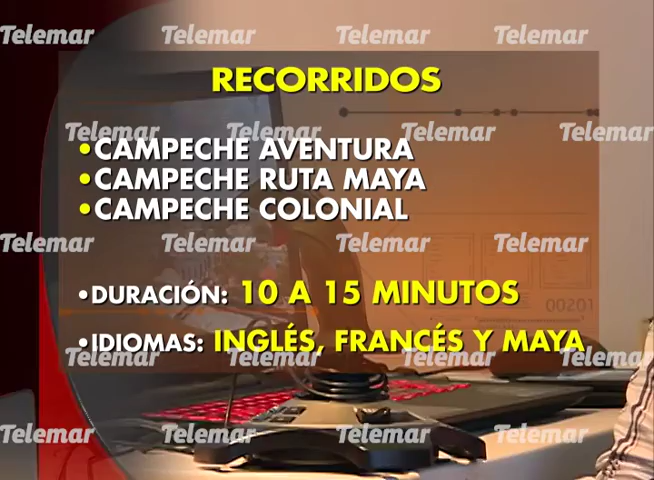 Telemar Telemar Telemar Telemar
RECORRIDOS
Telemar Telemar Telemar Telemar
•CAMPECHE AVENTURA
•CAMPECHE RUTA MAYA
•CAMPECHE COLONIAL
Telemar Telemar Telemar Telemar
•DURACIÓN: 10 A 15 MINUTOS
00201
•IDIOMAS: INGLÉS, FRANCÉS Y MAYA
Telemar Telemar Telemar Telemar
Telemar Telemar Telemar Telemar